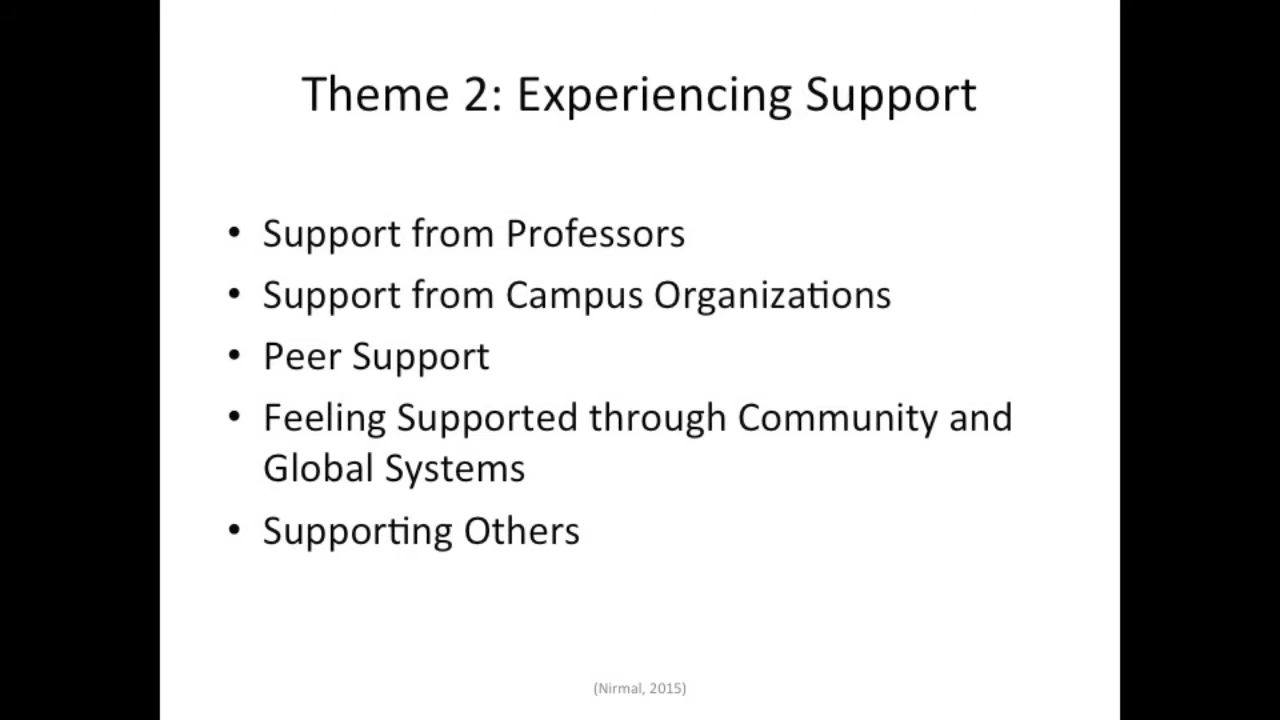 Theme 2: Experiencing Support
• Support from Professors
• Support from Campus Organizations
• Peer Support
• Feeling Supported through Community and
Global Systems
• Supporting Others
(Nirmal, 2015)